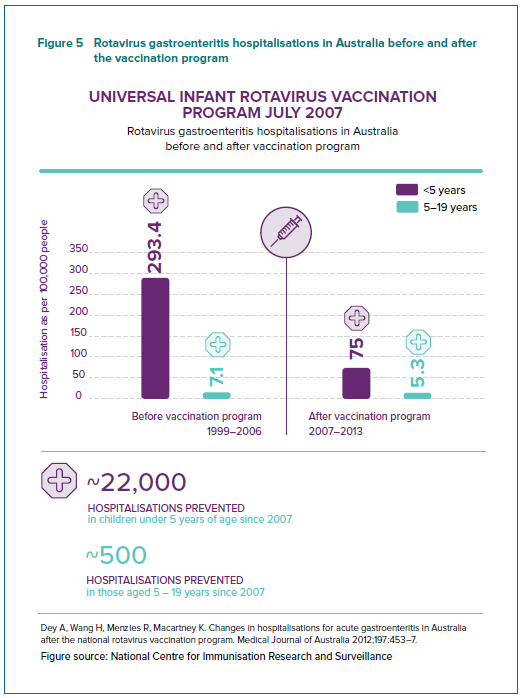 Figure 5 Rotavirus gastroenteritis hospitalisations in Australia before and after
the vaccination program
UNIVERSAL INFANT ROTAVIRUS VACCINATION
PROGRAM JULY 2007
Rotavirus gastroenteritis hospitalisations in Australia
before and after vaccination program
<5 years
5–19 years
Hospitalisation as per 100,000 people
350
300
250
200
150
100
50
0
293.4
7.1
75
5.3
Before vaccination program
1999–2006
After vaccination program
2007–2013
~22,000
HOSPITALISATIONS PREVENTED
in children under 5 years of age since 2007
~500
HOSPITALISATIONS PREVENTED
in those aged 5 – 19 years since 2007
Dey A, Wang H, Menzies R, Macartney K. Changes in hospitalisations for acute gastroenteritis in Australia
after the national rotavirus vaccination program. Medical Journal of Australia 2012;197:453–7.
Figure source: National Centre for Immunisation Research and Surveillance